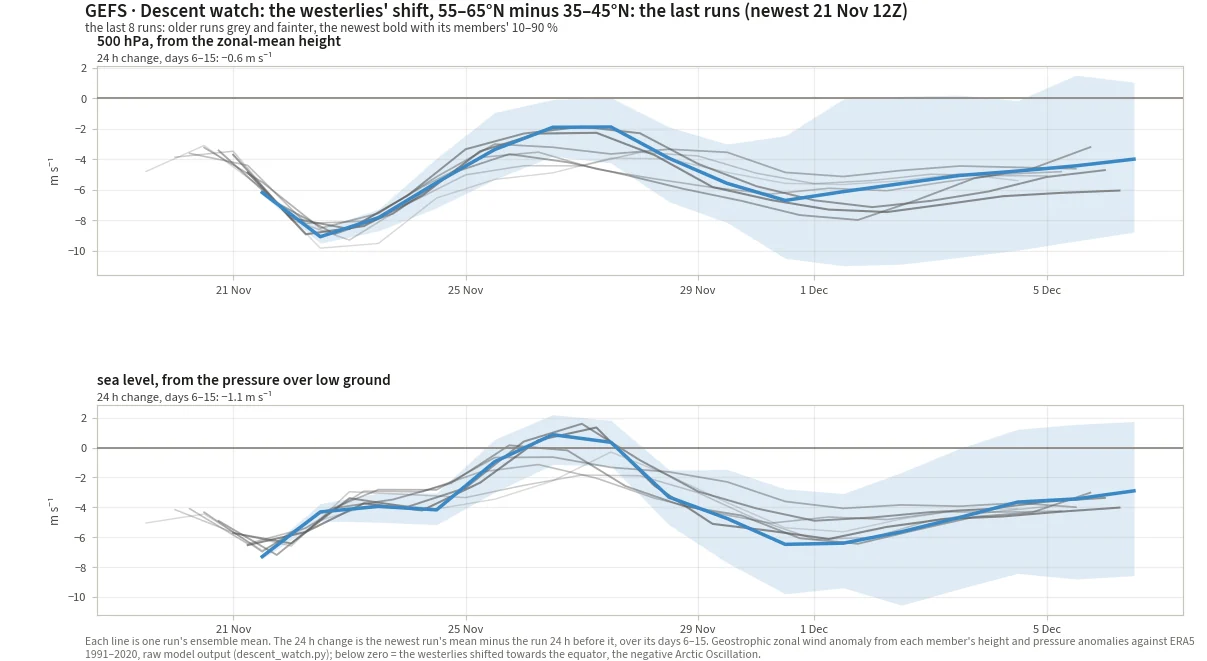 GEFS · Descent watch: the westerlies' shift, 55–65°N minus 35–45°N: the last runs (newest 21 Nov 12Z)
the last 8 runs: older runs grey and fainter, the newest bold with its members' 10–90 %
500 hPa, from the zonal-mean height
24 h change, days 6–15: −0.6 m s⁻¹
2
0
−2
−4
−6
−8
−10
m s⁻¹
21 Nov
25 Nov
29 Nov
1 Dec
5 Dec
sea level, from the pressure over low ground
24 h change, days 6–15: −1.1 m s⁻¹
2
0
−2
−4
−6
−8
−10
m s⁻¹
21 Nov
25 Nov
29 Nov
1 Dec
5 Dec
Each line is one run's ensemble mean. The 24 h change is the newest run's mean minus the run 24 h before it, over its days 6–15. Geostrophic zonal wind anomaly from each member's height and pressure anomalies against ERA5
1991–2020, raw model output (descent_watch.py); below zero = the westerlies shifted towards the equator, the negative Arctic Oscillation.